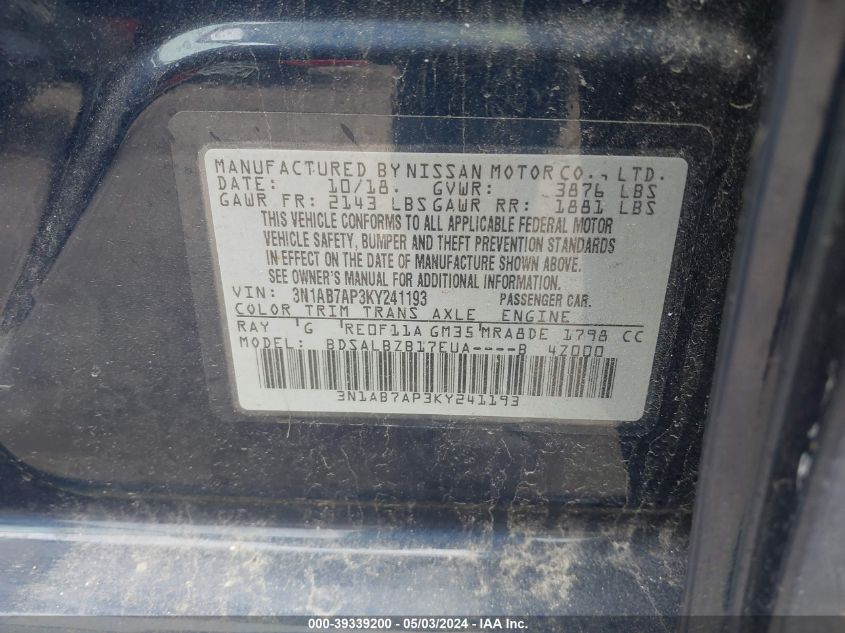 MANUFACTURED BY NISSAN MOTOR CO., LTD.
DATE: 10/18. GVWR: 3876 LBS
GAWR FR: 2143 LBS GAWR RR: 1881 LBS
THIS VEHICLE CONFORMS TO ALL APPLICABLE FEDERAL MOTOR
VEHICLE SAFETY, BUMPER AND THEFT PREVENTION STANDARDS
IN EFFECT ON THE DATE OF MANUFACTURE SHOWN ABOVE.
SEE OWNER'S MANUAL FOR ADDITIONAL INFORMATION.
VIN: 3N1AB7AP3KY241193 PASSENGER CAR.
COLOR TRIM TRANS AXLE ENGINE
RAY G RE0F11A GM35 MRA8DE 1798 CC
MODEL: BDSALBZB17EUA----B 4Z000
3N1AB7AP3KY241193
000-39339200 - 05/03/2024 - IAA Inc.